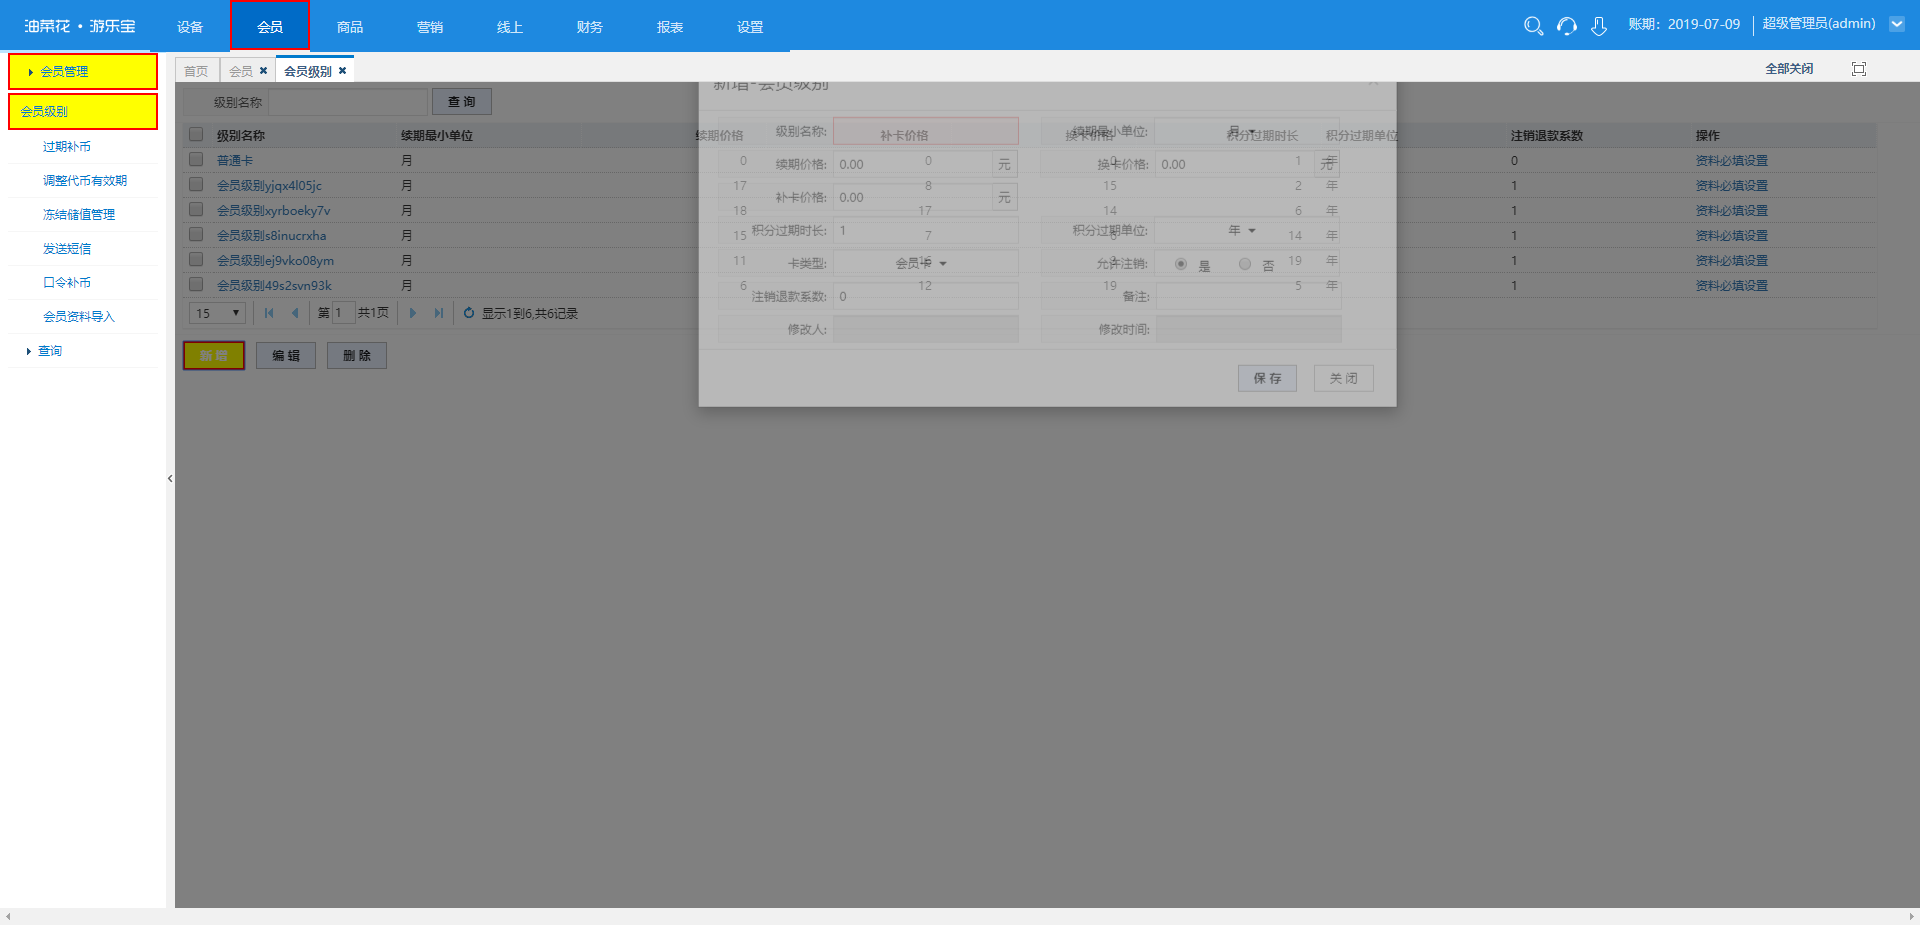 油菜花·游乐宝 设备 会员 商品 营销 线上 财务 报表 设置 账期: 2019-07-09 超级管理员(admin)
会员管理
会员级别
过期补币
调整代币有效期
冻结储值管理
发送短信
口令补币
会员资料导入
查询
首页 会员 会员级别 全部关闭
级别名称 查 询
级别名称 续期最小单位 续期价格 补卡价格 换卡价格 积分过期时长 积分过期单位 注销退款系数 操作
普通卡 月 0 0 0 1 年 0 资料必填设置
会员级别yjqx4l05jc 月 17 8 15 2 年 1 资料必填设置
会员级别xyrboeky7v 月 18 17 14 6 年 1 资料必填设置
会员级别s8inucrxha 月 15 7 6 14 年 1 资料必填设置
会员级别ej9vko08ym 月 11 16 19 年 1 资料必填设置
会员级别49s2svn93k 月 6 12 19 5 年 1 资料必填设置
15 第 1 共1页 显示1到6,共6记录
新 增 编 辑 删 除
新增-会员级别
级别名称: 续期最小单位: 月
续期价格: 0.00 元 换卡价格: 0.00 元
补卡价格: 0.00 元
积分过期时长: 1 积分过期单位: 年
卡类型: 会员卡 允许注销: 是 否
注销退款系数: 0 备注:
修改人: 修改时间:
保 存 关 闭